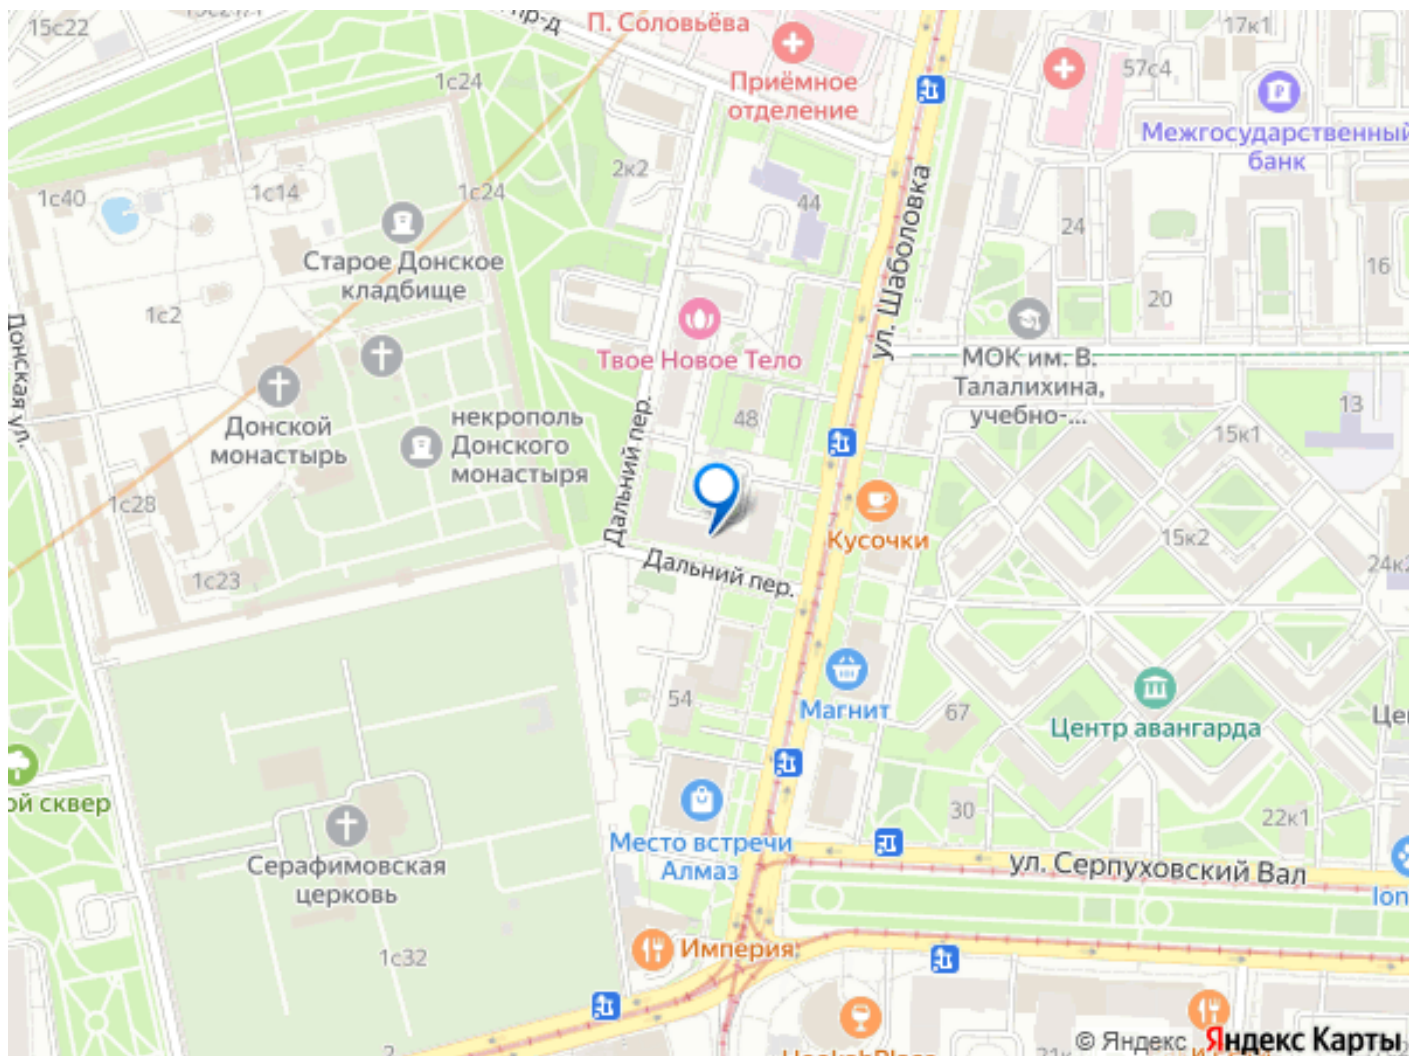 15с22
П. Соловьёва
17к1
1с24
Приёмное
отделение
57с4
Межгосударственный
банк
2к2
1с40
1с14
1с24
44
ул. Шаболовка
24
Старое Донское
кладбище
16
20
1с2
Донская ул.
Твое Новое Тело
МОК им. В.
Талалихина,
учебно-...
13
48
15к1
некрополь
Донского
монастыря
Донской
монастырь
Дальний пер.
1с28
Кусочки
15к2
Дальний пер.
24к2
1с23
54
Магнит
67
Центр авангарда
ой сквер
30
22к1
Место встречи
Алмаз
Серафимовская
церковь
ул. Серпуховский Вал
Империя
1с32
© Яндекс
Яндекс Карты